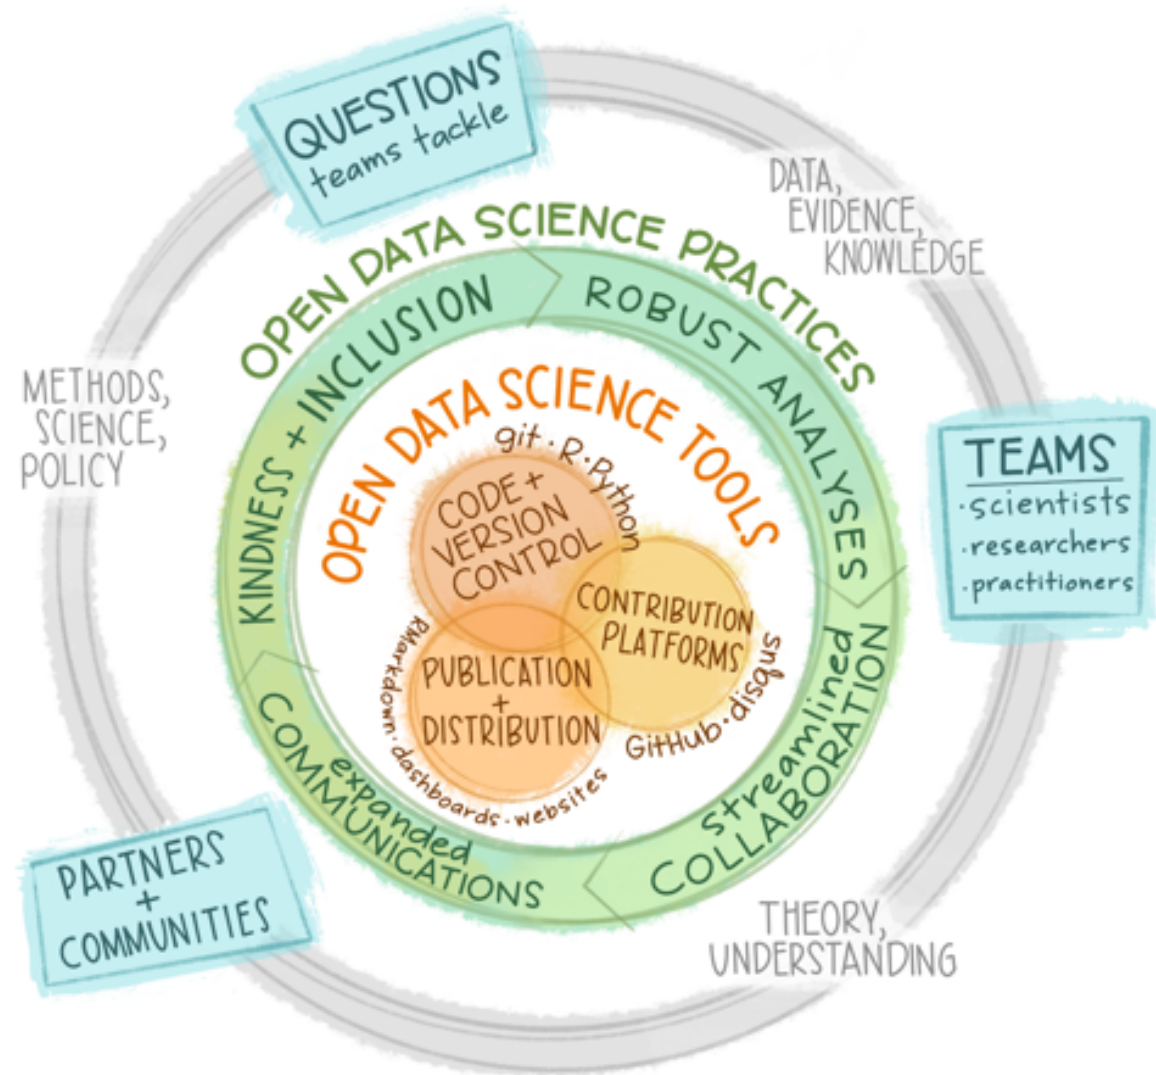 QUESTIONS
teams tackle
DATA,
EVIDENCE,
KNOWLEDGE
OPEN DATA SCIENCE PRACTICES
KINDNESS + INCLUSION
ROBUST ANALYSES
METHODS,
SCIENCE,
POLICY
OPEN DATA SCIENCE TOOLS
git · R · Python
CODE +
VERSION
CONTROL
TEAMS
· scientists
· researchers
· practitioners
CONTRIBUTION
PLATFORMS
GitHub · disqus
PUBLICATION
+
DISTRIBUTION
RMarkdown · dashboards · websites
streamlined
COLLABORATION
expanded
COMMUNICATIONS
PARTNERS
+
COMMUNITIES
THEORY,
UNDERSTANDING